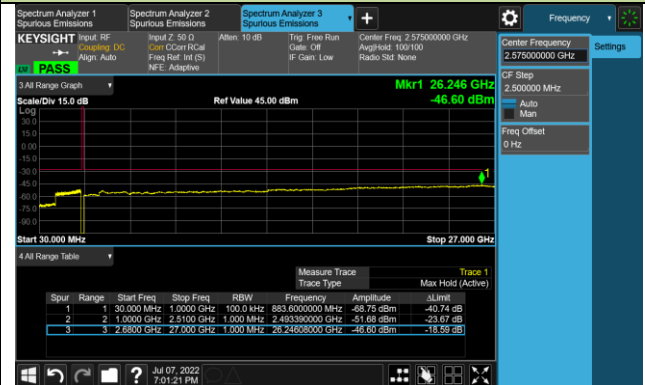 Spectrum Analyzer 1
Spurious Emissions
Spectrum Analyzer 2
Spurious Emissions
Spectrum Analyzer 3
Spurious Emissions
Frequency
KEYSIGHT
Input: RF
Coupling: DC
Align: Auto
Input Z: 50 Ω
Corr CCorr RCal
Freq Ref: Int (S)
NFE: Adaptive
Atten: 10 dB
Trig: Free Run
Gate: Off
IF Gain: Low
Center Freq: 2.575000000 GHz
Avg|Hold: 100/100
Radio Std: None
PASS
Center Frequency
2.575000000 GHz
Settings
CF Step
2.500000 MHz
Auto
Man
Freq Offset
0 Hz
3 All Range Graph
Mkr1 26.246 GHz
Scale/Div 15.0 dB
Ref Value 45.00 dBm
-46.60 dBm
Log
30.0
15.0
0.00
-15.0
-30.0
-45.0
-60.0
-75.0
-90.0
1
Start 30.000 MHz
Stop 27.000 GHz
4 All Range Table
Measure Trace Trace 1
Trace Type Max Hold (Active)
Spur Range Start Freq Stop Freq RBW Frequency Amplitude ΔLimit
1 1 30.000 MHz 1.0000 GHz 100.0 kHz 883.6000000 MHz -68.75 dBm -40.74 dB
2 2 1.0000 GHz 2.5100 GHz 1.000 MHz 2.493390000 GHz -51.68 dBm -23.67 dB
3 3 2.6800 GHz 27.000 GHz 1.000 MHz 26.24608000 GHz -46.60 dBm -18.59 dB
Jul 07, 2022
7:01:21 PM